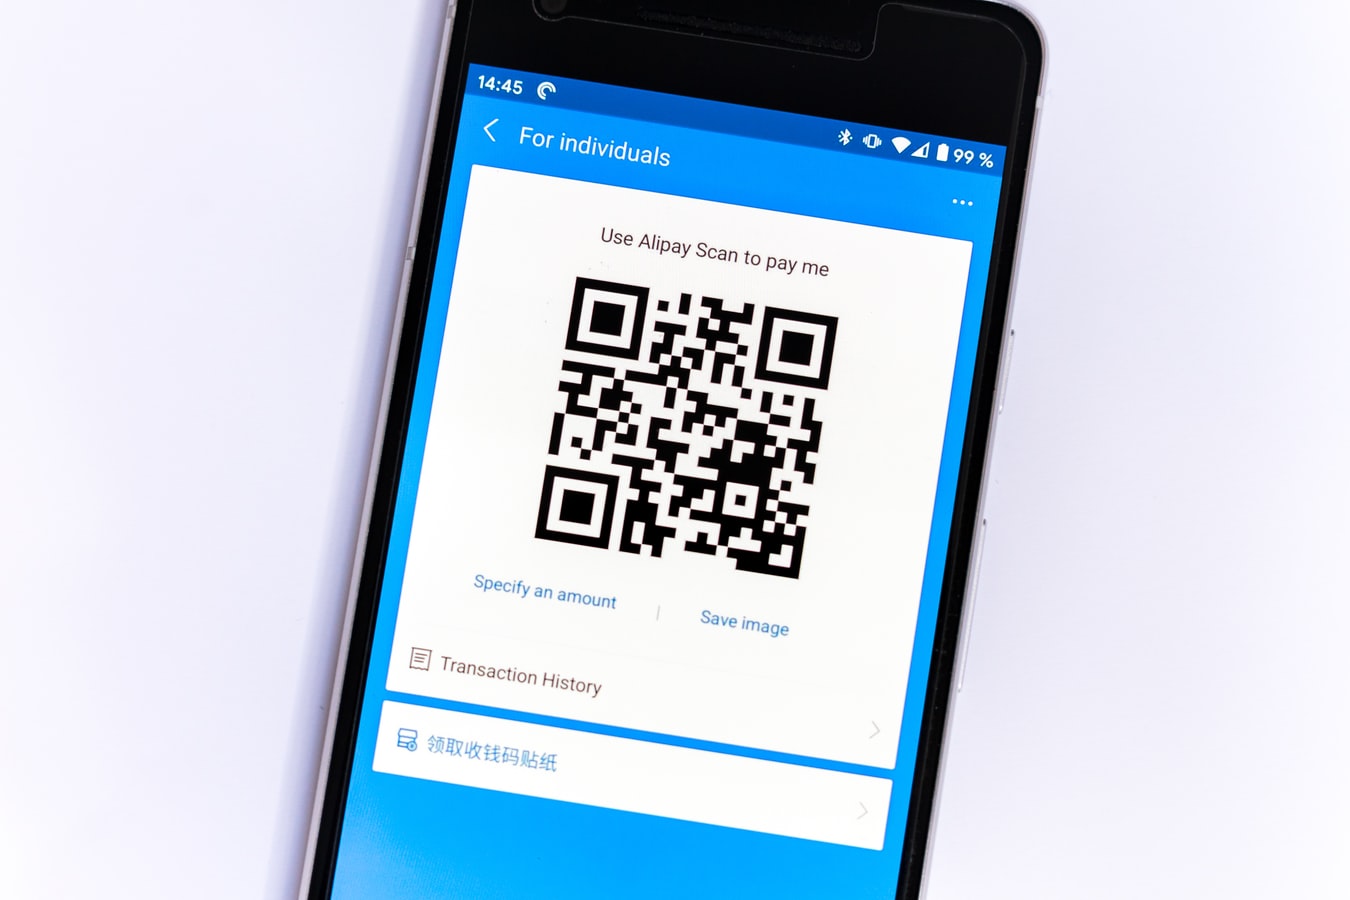 14:45
99 %
For individuals
Use Alipay Scan to pay me
Specify an amount
Save image
Transaction History
领取收钱码贴纸